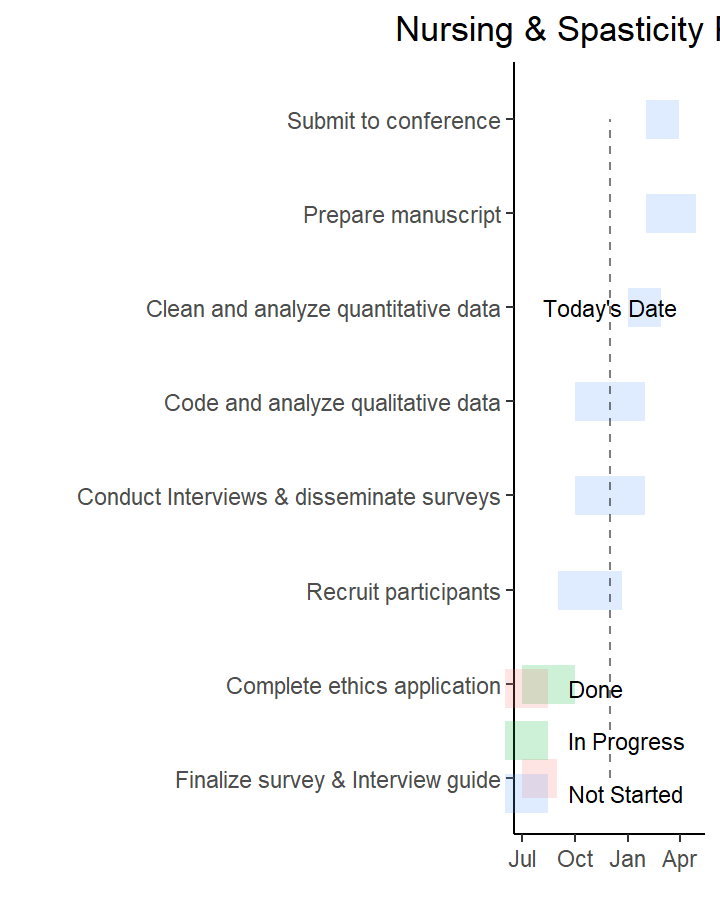 Nursing & Spasticity
Submit to conference
Prepare manuscript
Clean and analyze quantitative data
Today's Date
Code and analyze qualitative data
Conduct Interviews & disseminate surveys
Recruit participants
Complete ethics application
Done
In Progress
Finalize survey & Interview guide
Not Started
Jul Oct Jan Apr